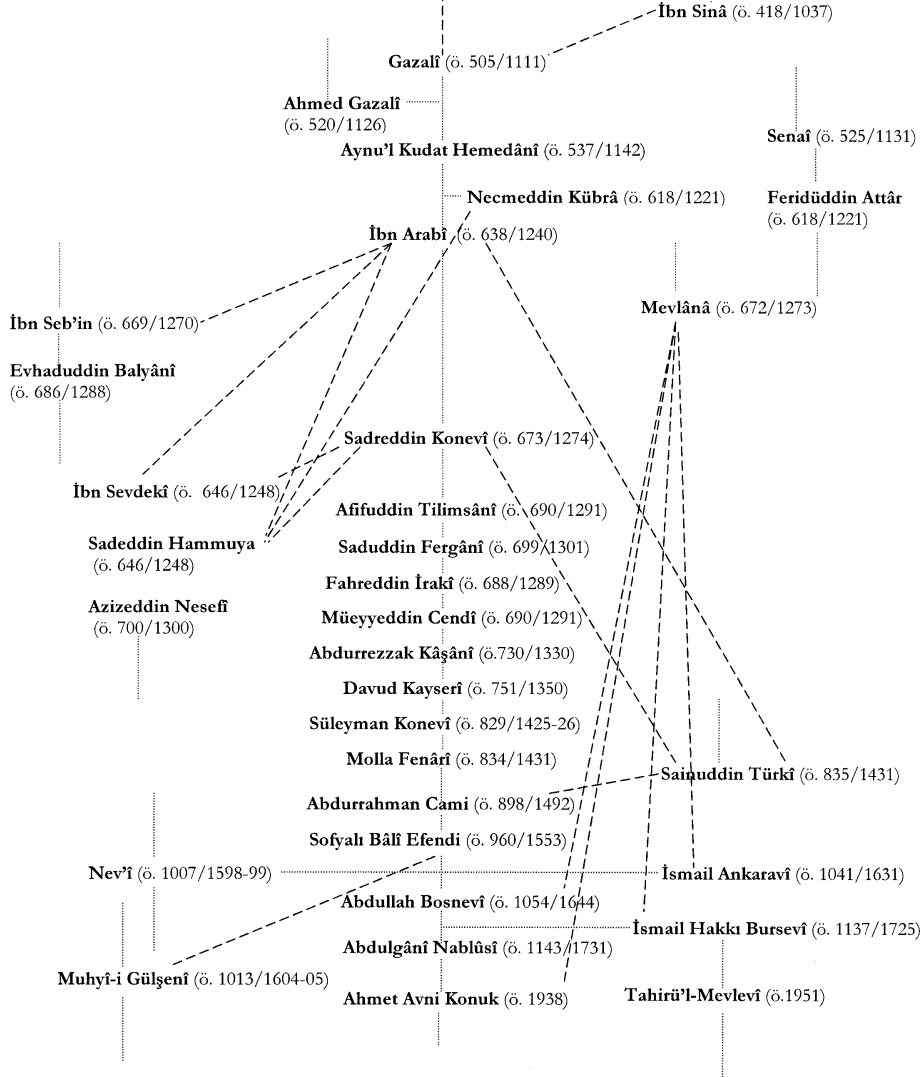 İbn Sinâ (ö. 418/1037)
Gazalî (ö. 505/1111)
Ahmed Gazalî
(ö. 520/1126)
Senaî (ö. 525/1131)
Aynu'l Kudat Hemedânî (ö. 537/1142)
Necmeddin Kübrâ (ö. 618/1221)
Feridüddin Attâr
(ö. 618/1221)
İbn Arabî (ö. 638/1240)
Mevlânâ (ö. 672/1273)
İbn Seb'in (ö. 669/1270)
Evhaduddin Balyânî
(ö. 686/1288)
Sadreddin Konevî (ö. 673/1274)
İbn Sevdekî (ö. 646/1248)
Afifuddin Tilimsânî (ö. 690/1291)
Sadeddin Hammuya
(ö. 646/1248)
Saduddin Fergânî (ö. 699/1301)
Fahreddin İrakî (ö. 688/1289)
Azizeddin Nesefî
(ö. 700/1300)
Müeyyeddin Cendî (ö. 690/1291)
Abdurrezzak Kâşânî (ö.730/1330)
Davud Kayserî (ö. 751/1350)
Süleyman Konevî (ö. 829/1425-26)
Molla Fenârî (ö. 834/1431)
Sainuddin Türkî (ö. 835/1431)
Abdurrahman Cami (ö. 898/1492)
Sofyalı Bâlî Efendi (ö. 960/1553)
Nev'î (ö. 1007/1598-99)
İsmail Ankaravî (ö. 1041/1631)
Abdullah Bosnevî (ö. 1054/1644)
İsmail Hakkı Bursevî (ö. 1137/1725)
Abdulgânî Nablûsî (ö. 1143/1731)
Muhyî-i Gülşenî (ö. 1013/1604-05)
Ahmet Avni Konuk (ö. 1938)
Tahirü'l-Mevlevî (ö.1951)